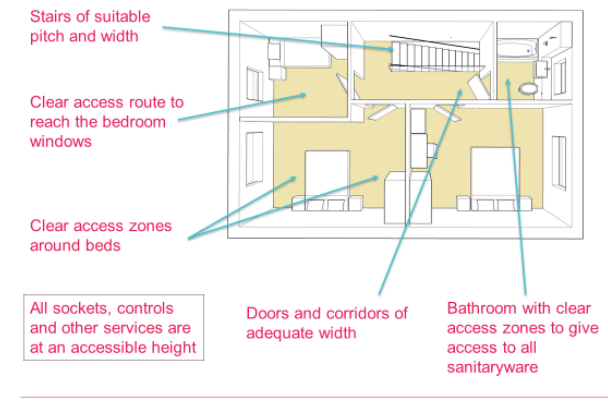 Stairs of suitable
pitch and width
Clear access route to
reach the bedroom
windows
Clear access zones
around beds
All sockets, controls
and other services are
at an accessible height
Doors and corridors of
adequate width
Bathroom with clear
access zones to give
access to all
sanitaryware